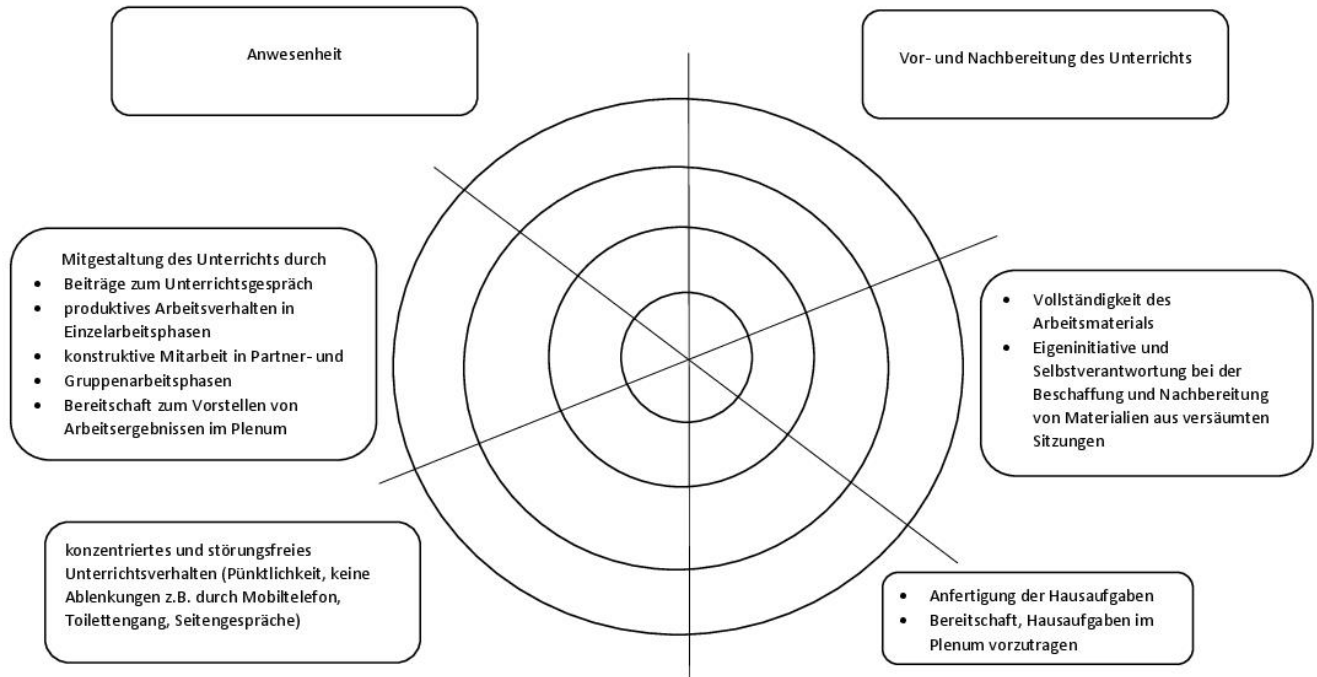 Anwesenheit
Vor- und Nachbereitung des Unterrichts
Mitgestaltung des Unterrichts durch
• Beiträge zum Unterrichtsgespräch
• produktives Arbeitsverhalten in
Einzelarbeitsphasen
• konstruktive Mitarbeit in Partner- und
• Gruppenarbeitsphasen
• Bereitschaft zum Vorstellen von
Arbeitsergebnissen im Plenum
• Vollständigkeit des
Arbeitsmaterials
• Eigeninitiative und
Selbstverantwortung bei der
Beschaffung und Nachbereitung
von Materialien aus versäumten
Sitzungen
konzentriertes und störungsfreies
Unterrichtsverhalten (Pünktlichkeit, keine
Ablenkungen z.B. durch Mobiltelefon,
Toilettengang, Seitengespräche)
• Anfertigung der Hausaufgaben
• Bereitschaft, Hausaufgaben im
Plenum vorzutragen